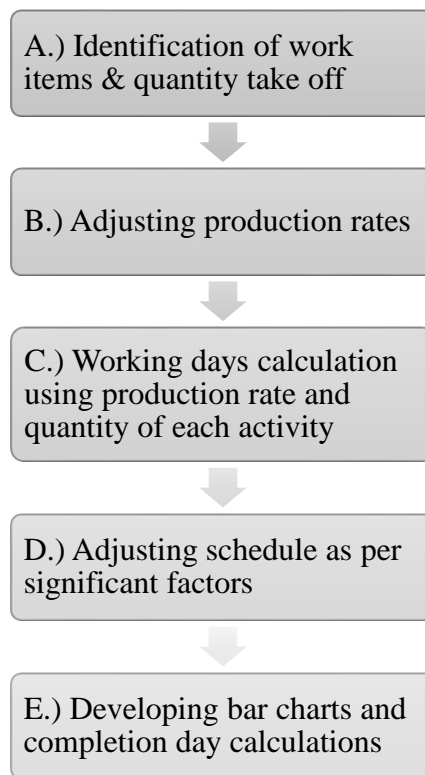 A.) Identification of work
items & quantity take off
B.) Adjusting production rates
C.) Working days calculation
using production rate and
quantity of each activity
D.) Adjusting schedule as per
significant factors
E.) Developing bar charts and
completion day calculations